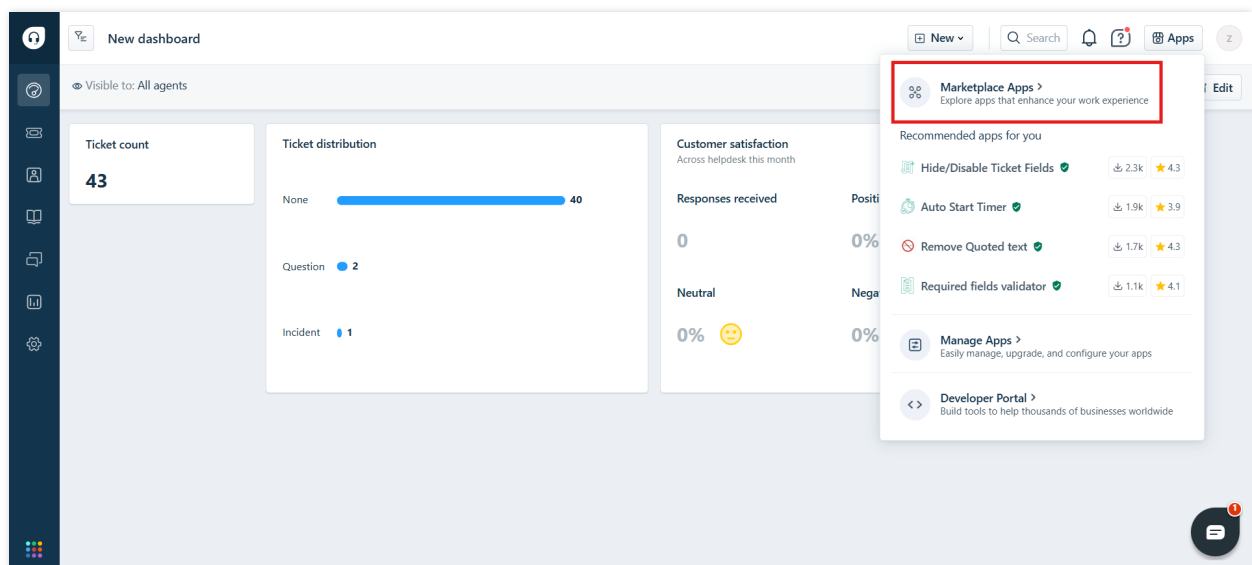 New dashboard
New
Search
Apps
Z
Visible to: All agents
Edit
Ticket count
43
Ticket distribution
None 40
Question 2
Incident 1
Customer satisfaction
Across helpdesk this month
Responses received
Positi
0
0%
Neutral
Nega
0%
0%
Marketplace Apps
Explore apps that enhance your work experience
Recommended apps for you
Hide/Disable Ticket Fields 2.3k 4.3
Auto Start Timer 1.9k 3.9
Remove Quoted text 1.7k 4.3
Required fields validator 1.1k 4.1
Manage Apps
Easily manage, upgrade, and configure your apps
Developer Portal
Build tools to help thousands of businesses worldwide
1